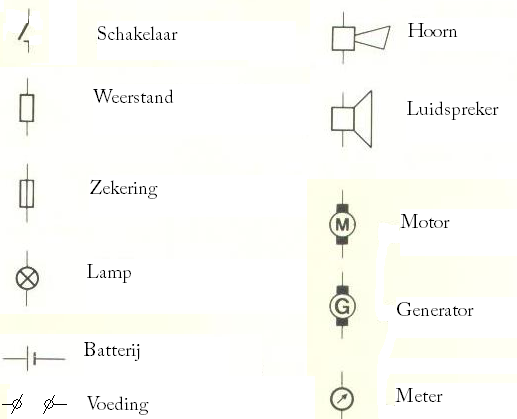 Schakelaar
Weerstand
Zekering
Lamp
Batterij
Voeding
Hoorn
Luidspreker
M
Motor
G
Generator
Meter